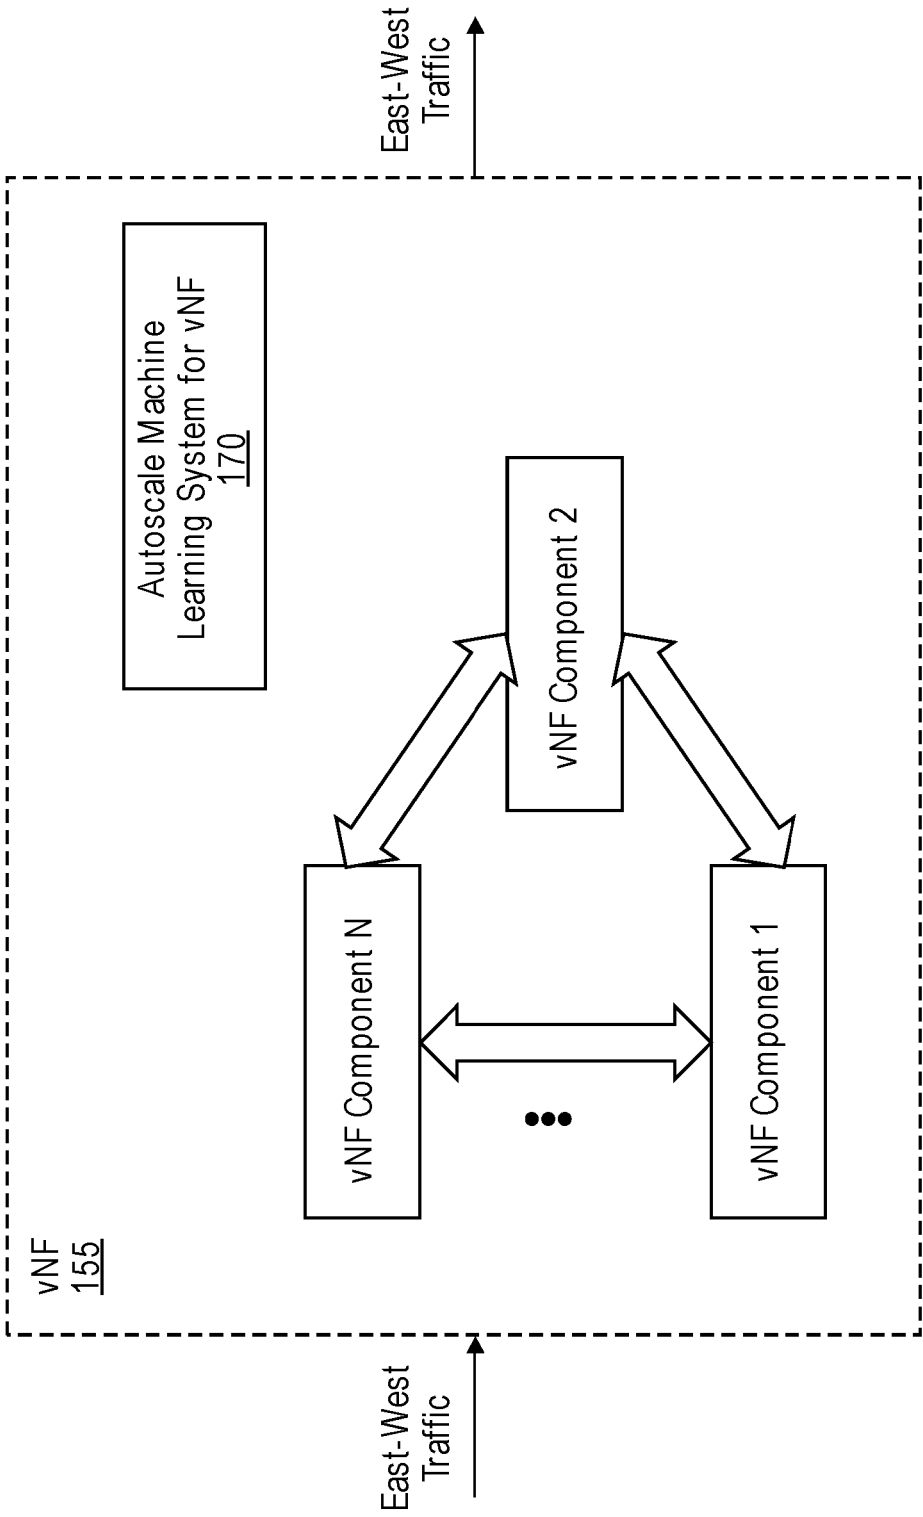 vNF
155
Autoscale Machine
Learning System for vNF
170
East-West
Traffic
East-West
Traffic
vNF Component N
vNF Component 2
•••
vNF Component 1